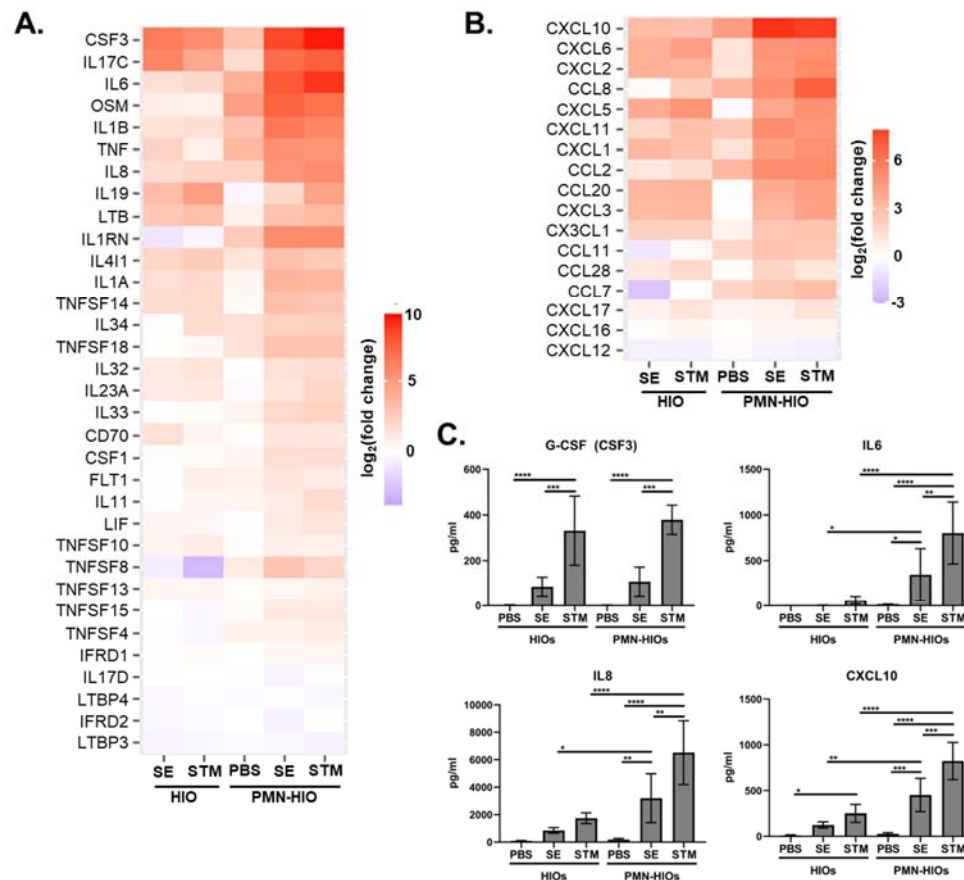 A.
CSF3
IL17C
IL6
OSM
IL1B
TNF
IL8
IL19
LTB
IL1RN
IL4I1
IL1A
TNFSF14
IL34
TNFSF18
IL32
IL23A
IL33
CD70
CSF1
FLT1
IL11
LIF
TNFSF10
TNFSF8
TNFSF13
TNFSF15
TNFSF4
IFRD1
IL17D
LTBP4
IFRD2
LTBP3
SE STM PBS SE STM
HIO PMN-HIO
10
5
0
log2(fold change)
B.
CXCL10
CXCL6
CXCL2
CCL8
CXCL5
CXCL11
CXCL1
CCL2
CCL20
CXCL3
CX3CL1
CCL11
CCL28
CCL7
CXCL17
CXCL16
CXCL12
SE STM PBS SE STM
HIO PMN-HIO
6
3
0
-3
log2(fold change)
C.
G-CSF (CSF3)
600
400
200
0
pg/ml
**** ****
*** ***
PBS SE STM PBS SE STM
HIOs PMN-HIOs
IL6
1500
1000
500
0
pg/ml
****
****
**
*
*
PBS SE STM PBS SE STM
HIOs PMN-HIOs
IL8
10000
8000
6000
4000
2000
0
pg/ml
****
****
**
*
**
PBS SE STM PBS SE STM
HIOs PMN-HIOs
CXCL10
1000
800
600
400
200
0
pg/ml
****
****
***
**
***
*
PBS SE STM PBS SE STM
HIOs PMN-HIOs